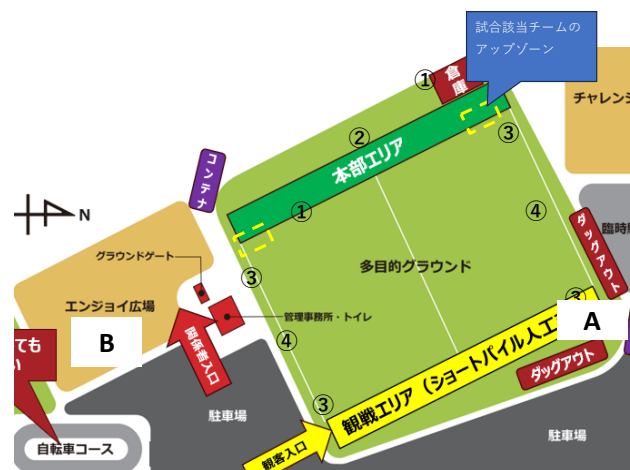 試合該当チームの
アップゾーン
①
倉庫
チャレンジ
②
③
本部エリア
コンテナ
①
④
N
ダッグアウト
臨時
グラウンドゲート
③
多目的グラウンド
③
エンジョイ広場
管理事務所・トイレ
A
B
関係者入口
④
観戦エリア（ショートパイル人工
ても
い
ダッグアウト
駐車場
③
自転車コース
観客入口
駐車場